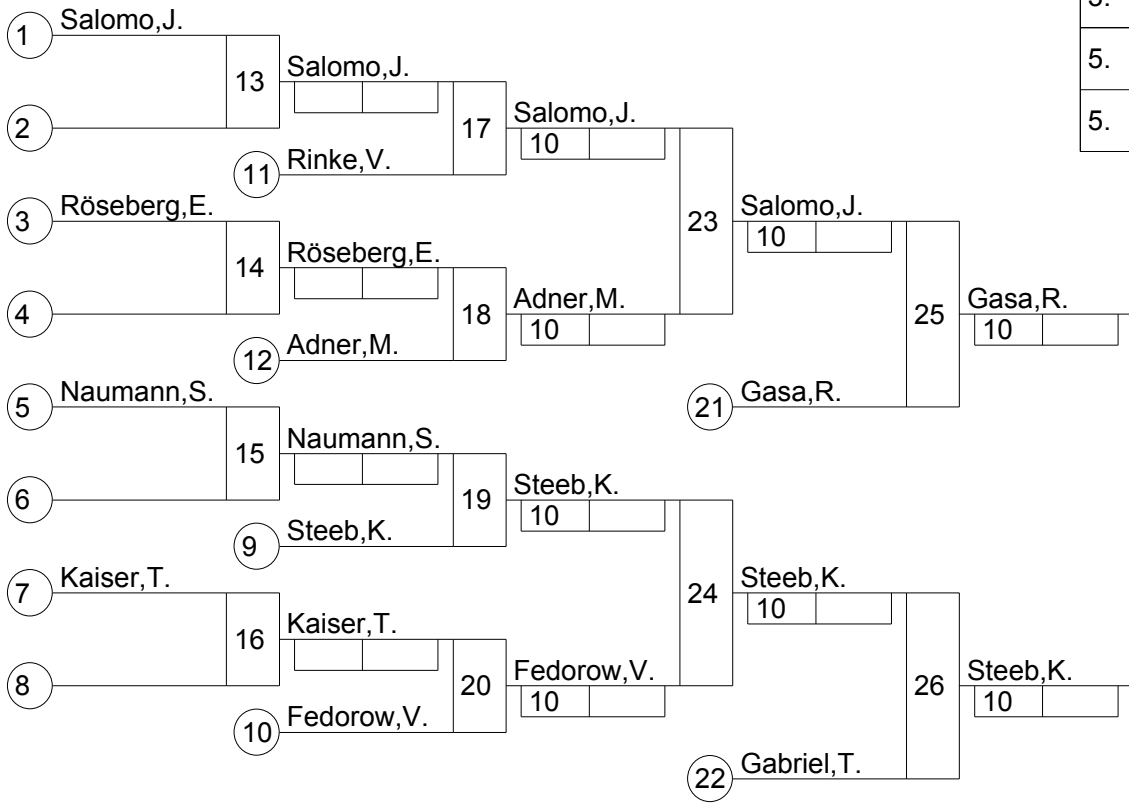 3.
1 Salomo,J.
5.
13 Salomo,J.
5.
2
17 Salomo,J.
10
11 Rinke,V.
3 Röseberg,E.
23 Salomo,J.
10
14 Röseberg,E.
4
18 Adner,M.
10
25 Gasa,R.
10
12 Adner,M.
5 Naumann,S.
21 Gasa,R.
15 Naumann,S.
6
19 Steeb,K.
10
9 Steeb,K.
7 Kaiser,T.
24 Steeb,K.
10
16 Kaiser,T.
8
20 Fedorow,V.
10
26 Steeb,K.
10
10 Fedorow,V.
22 Gabriel,T.